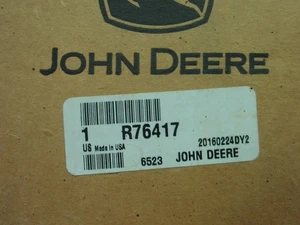 JOHN DEERE
1 R76417
US Made in USA 20160224DY2
6523 JOHN DEERE